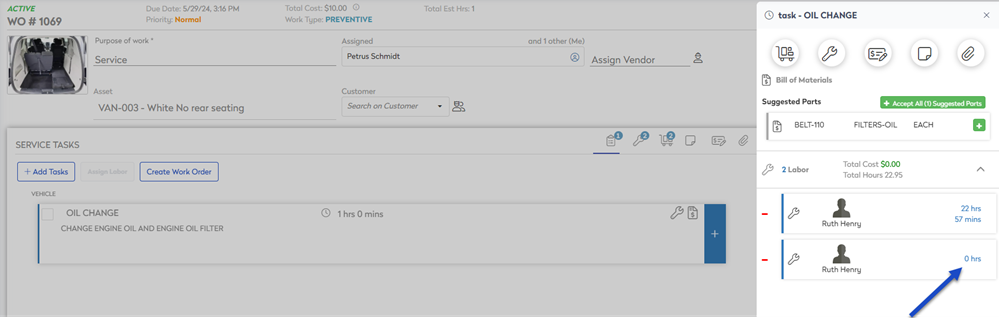 ACTIVE
WO # 1069
Due Date: 5/29/24, 3:16 PM
Priority: Normal
Total Cost: $10.00
Work Type: PREVENTIVE
Total Est Hrs: 1
Purpose of work *
Service
Assigned
and 1 other (Me)
Petrus Schmidt
Assign Vendor
Asset
VAN-003 - White No rear seating
Customer
Search on Customer
SERVICE TASKS
1
2
2
+ Add Tasks
Assign Labor
Create Work Order
VEHICLE
OIL CHANGE
1 hrs 0 mins
CHANGE ENGINE OIL AND ENGINE OIL FILTER
+
task - OIL CHANGE
×
Bill of Materials
Suggested Parts
+ Accept All (1) Suggested Parts
BELT-110
FILTERS-OIL
EACH
+
2 Labor
Total Cost $0.00
Total Hours 22.95
22 hrs
57 mins
Ruth Henry
0 hrs
Ruth Henry